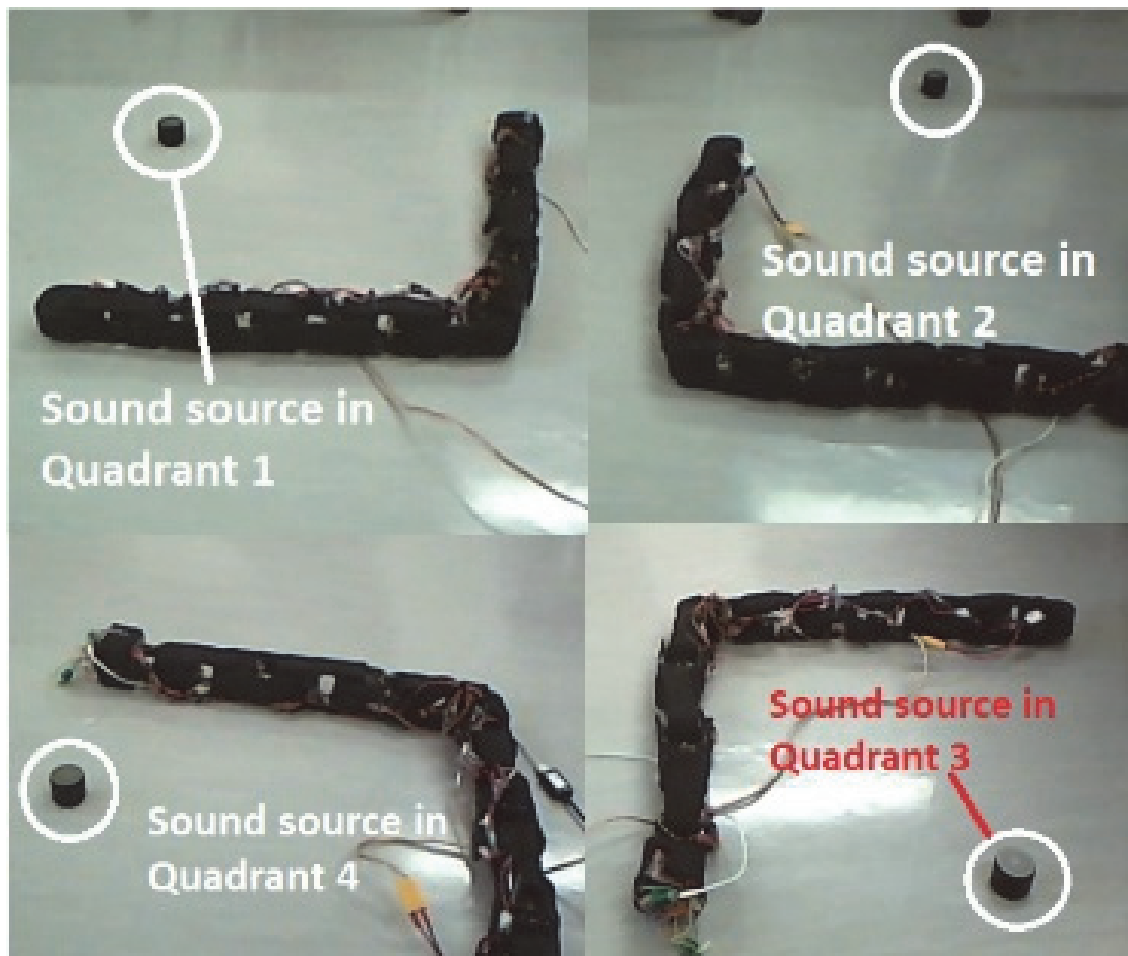 Sound source in
Quadrant 1
Sound source in
Quadrant 2
Sound source in
Quadrant 4
Sound source in
Quadrant 3